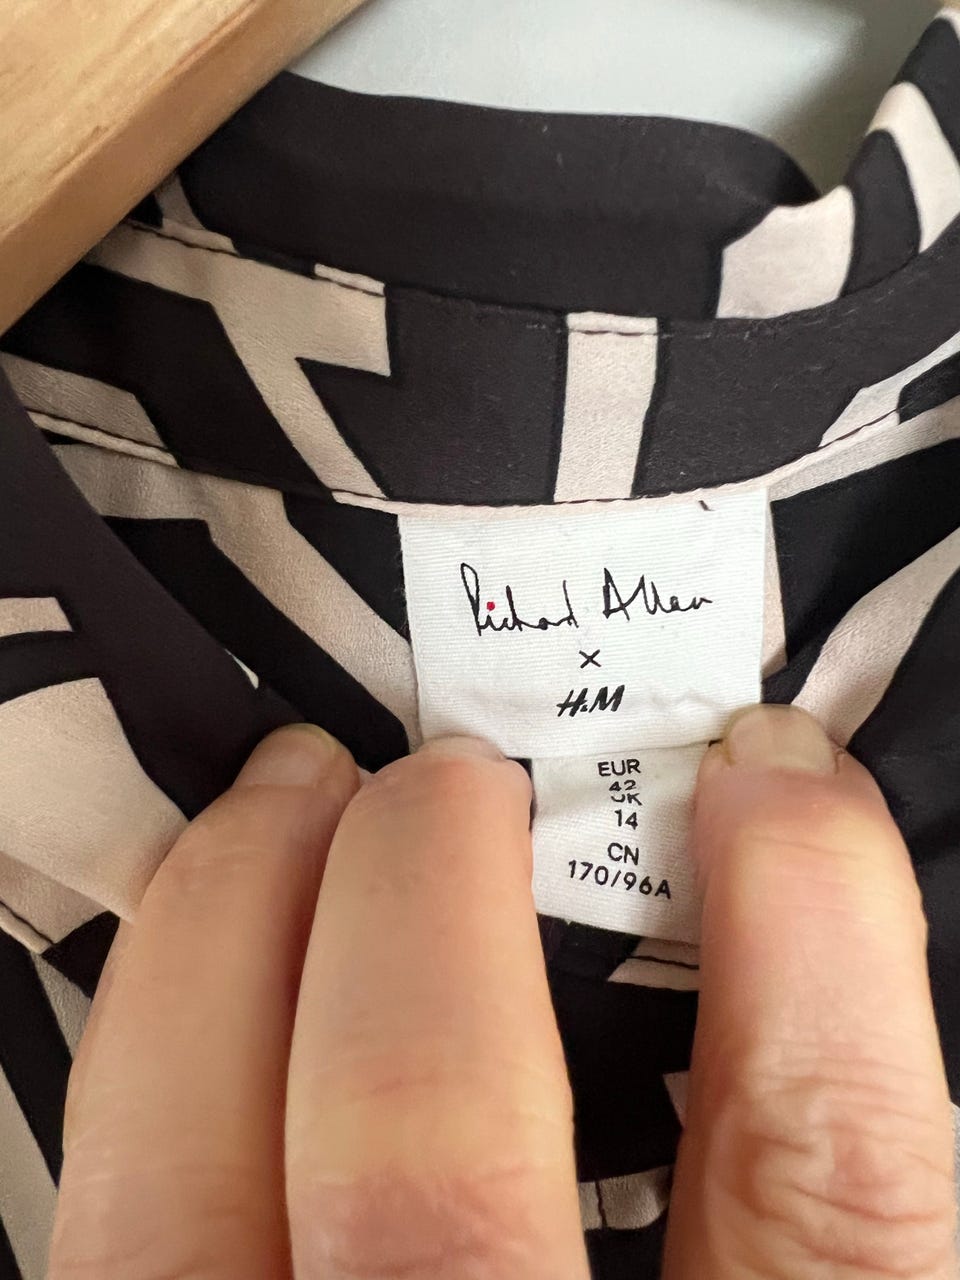 Richard Allan
×
H&M
EUR
42
UK
14
CN
170/96A